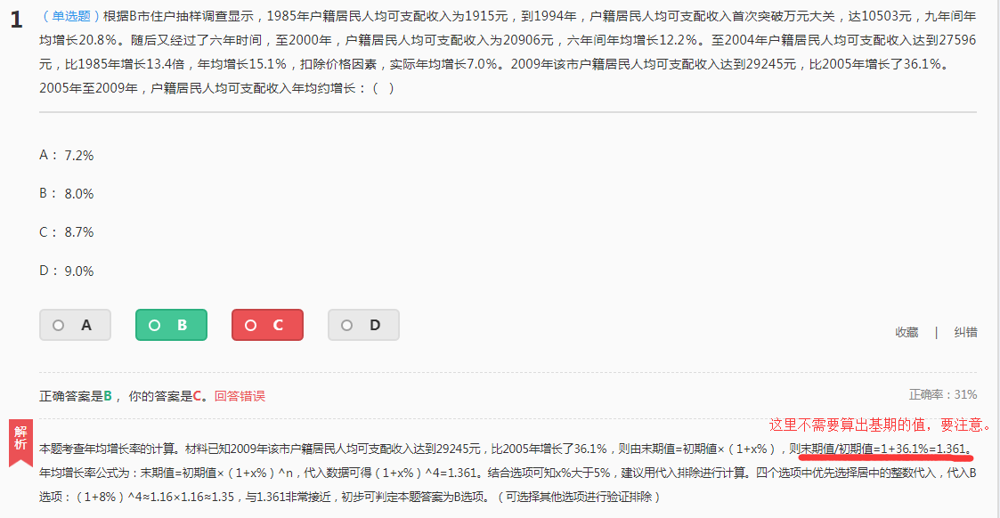 1 （单选题）根据B市住户抽样调查显示，1985年户籍居民人均可支配收入为1915元，到1994年，户籍居民人均可支配收入首次突破万元大关，达10503元，九年间年
均增长20.8%。随后又经过了六年时间，至2000年，户籍居民人均可支配收入为20906元，六年间年均增长12.2%。至2004年户籍居民人均可支配收入达到27596
元，比1985年增长13.4倍，年均增长15.1%，扣除价格因素，实际年均增长7.0%。2009年该市户籍居民人均可支配收入达到29245元，比2005年增长了36.1%。
2005年至2009年，户籍居民人均可支配收入年均约增长：（ ）
A： 7.2%
B： 8.0%
C： 8.7%
D： 9.0%
A B C D
收藏 | 纠错
正确答案是B， 你的答案是C。回答错误
正确率：31%
解析
这里不需要算出基期的值，要注意。
本题考查年均增长率的计算。材料已知2009年该市户籍居民人均可支配收入达到29245元，比2005年增长了36.1%，则由末期值=初期值×（1+x%），则末期值/初期值=1+36.1%=1.361。
年均增长率公式为：末期值=初期值×（1+x%）^n，代入数据可得（1+x%）^4=1.361。结合选项可知x%大于5%，建议用代入排除进行计算。四个选项中优先选择居中的整数代入，代入B
选项：（1+8%）^4≈1.16×1.16≈1.35，与1.361非常接近，初步可判定本题答案为B选项。（可选择其他选项进行验证排除）